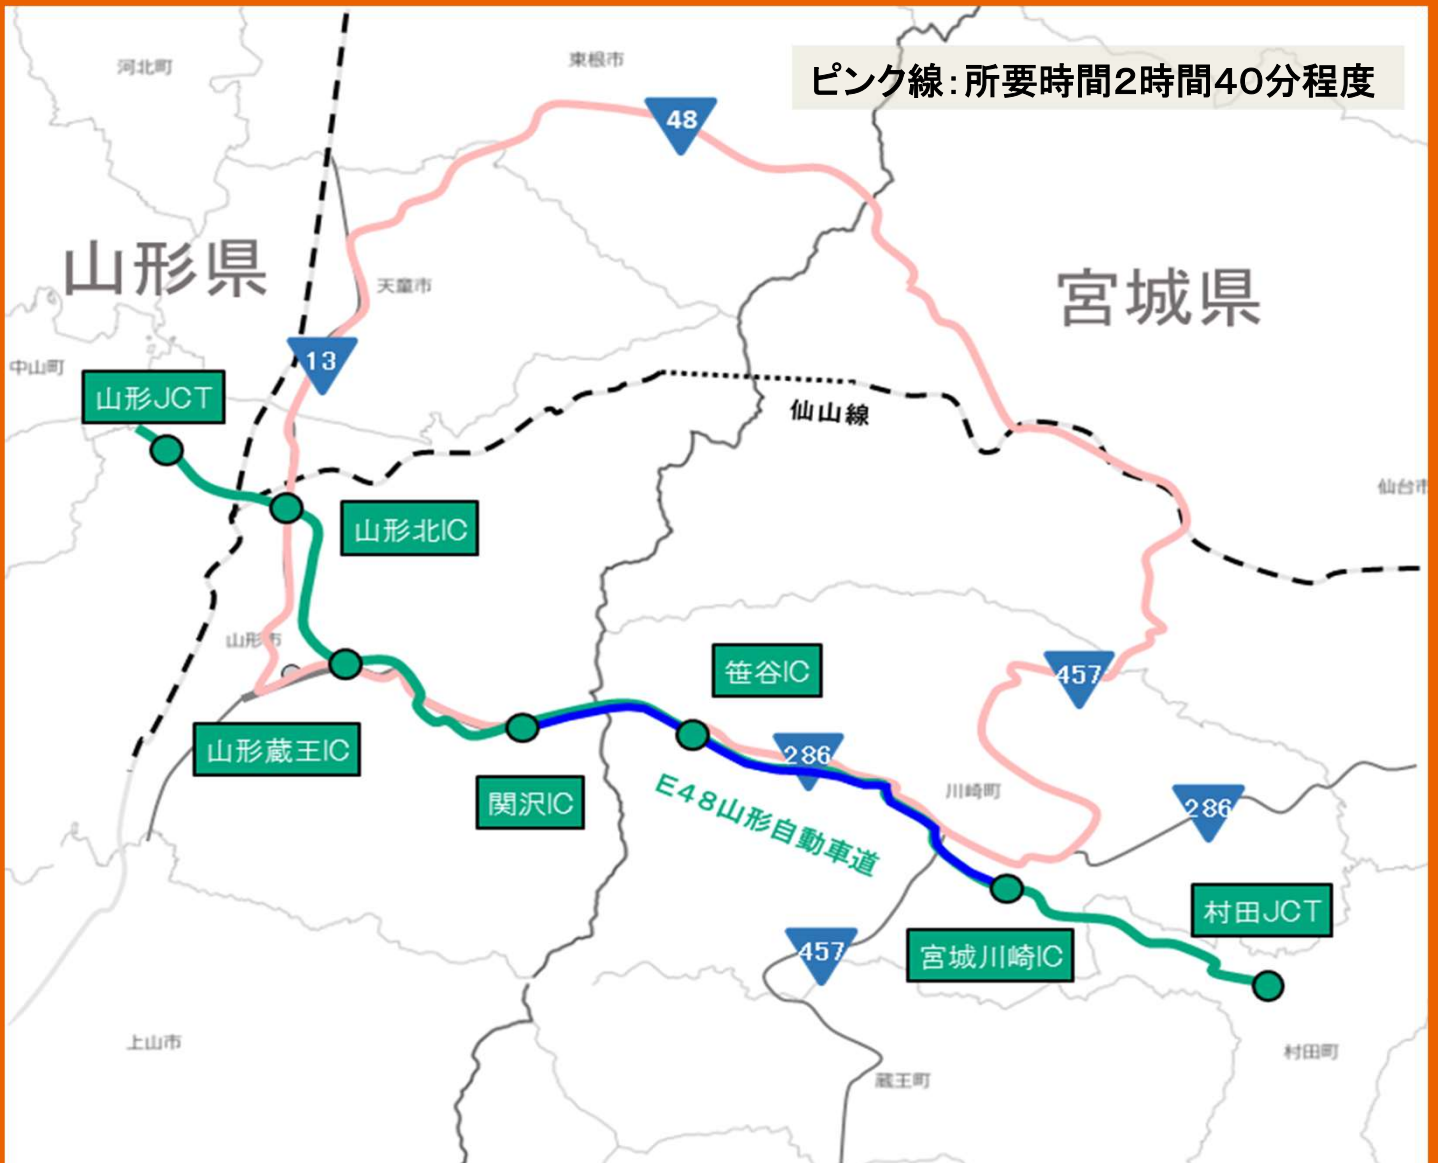 河北町
東根市
ピンク線：所要時間2時間40分程度
48
山形県
天童市
宮城県
中山町
13
山形JCT
仙山線
仙台市
山形北IC
山形市
笹谷IC
457
山形蔵王IC
286
関沢IC
川崎町
286
E48山形自動車道
村田JCT
457
宮城川崎IC
上山市
村田町
蔵王町